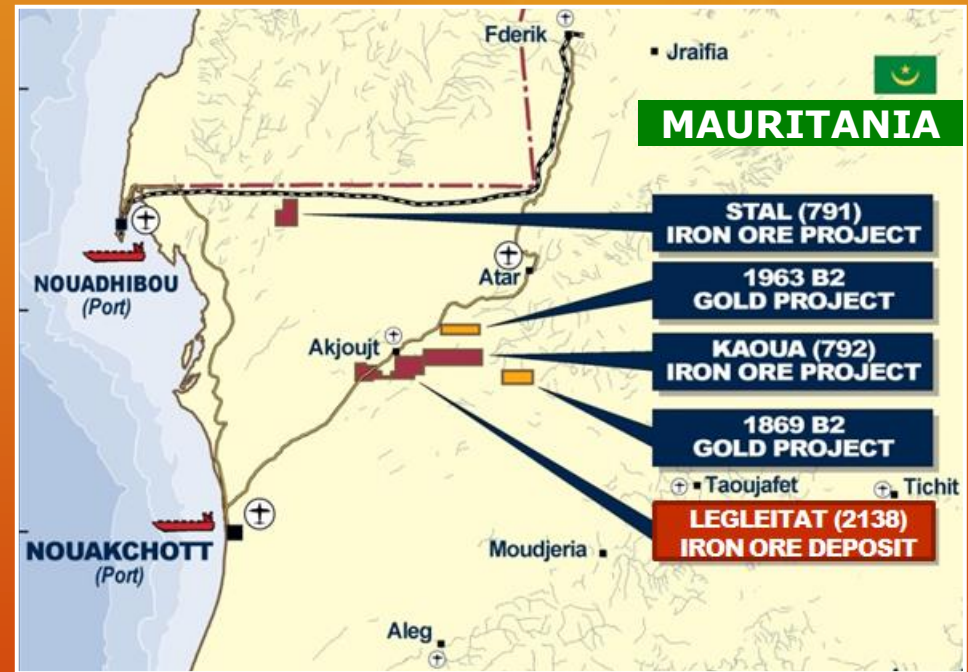 Fderik
Jraifia
MAURITANIA
STAL (791)
IRON ORE PROJECT
NOUADHIBOU
(Port)
Atar
1963 B2
GOLD PROJECT
Akjoujt
KAOUA (792)
IRON ORE PROJECT
1869 B2
GOLD PROJECT
Taoujafet
Tichit
LEGLEITAT (2138)
IRON ORE DEPOSIT
NOUAKCHOTT
(Port)
Moudjeria
Aleg